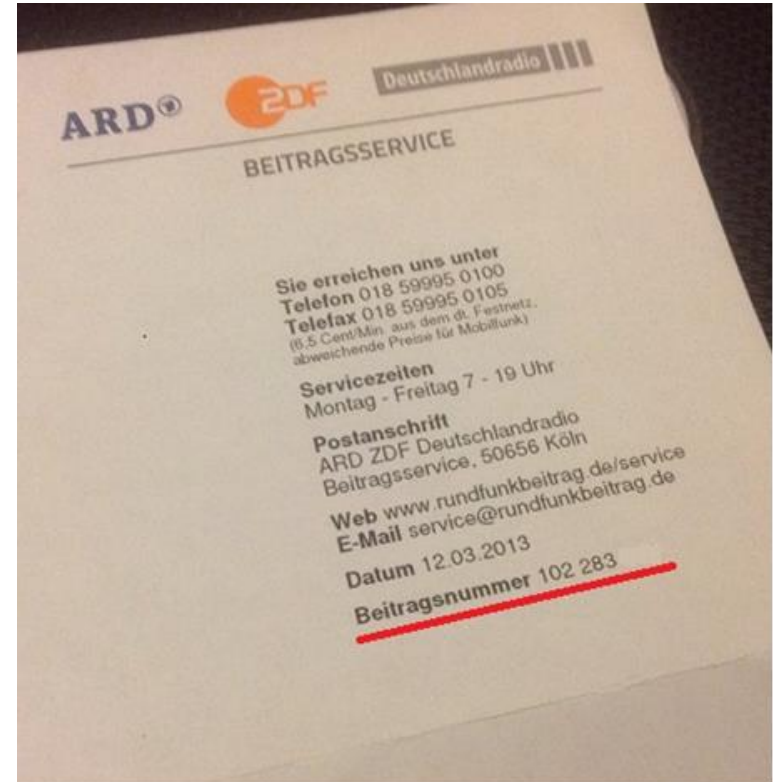 ARD ZDF Deutschlandradio
BEITRAGSSERVICE
Sie erreichen uns unter
Telefon 018 59995 0100
Telefax 018 59995 0105
(6,5 Cent/Min. aus dem dt. Festnetz,
abweichende Preise für Mobilfunk)
Servicezeiten
Montag - Freitag 7 - 19 Uhr
Postanschrift
ARD ZDF Deutschlandradio
Beitragsservice, 50656 Köln
Web www.rundfunkbeitrag.de/service
E-Mail service@rundfunkbeitrag.de
Datum 12.03.2013
Beitragsnummer 102 283